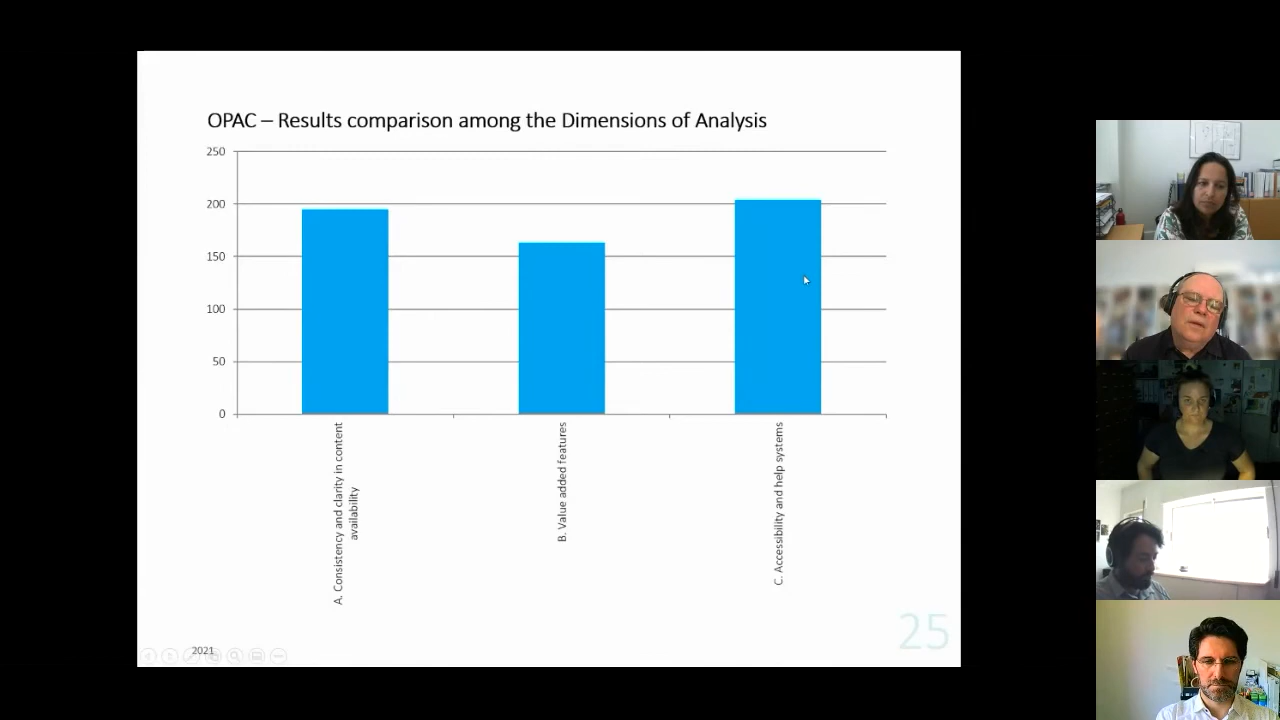 OPAC – Results comparison among the Dimensions of Analysis
250
200
150
100
50
0
A. Consistency and clarity in content
availability
B. Value added features
C. Accessibility and help systems
2021
25